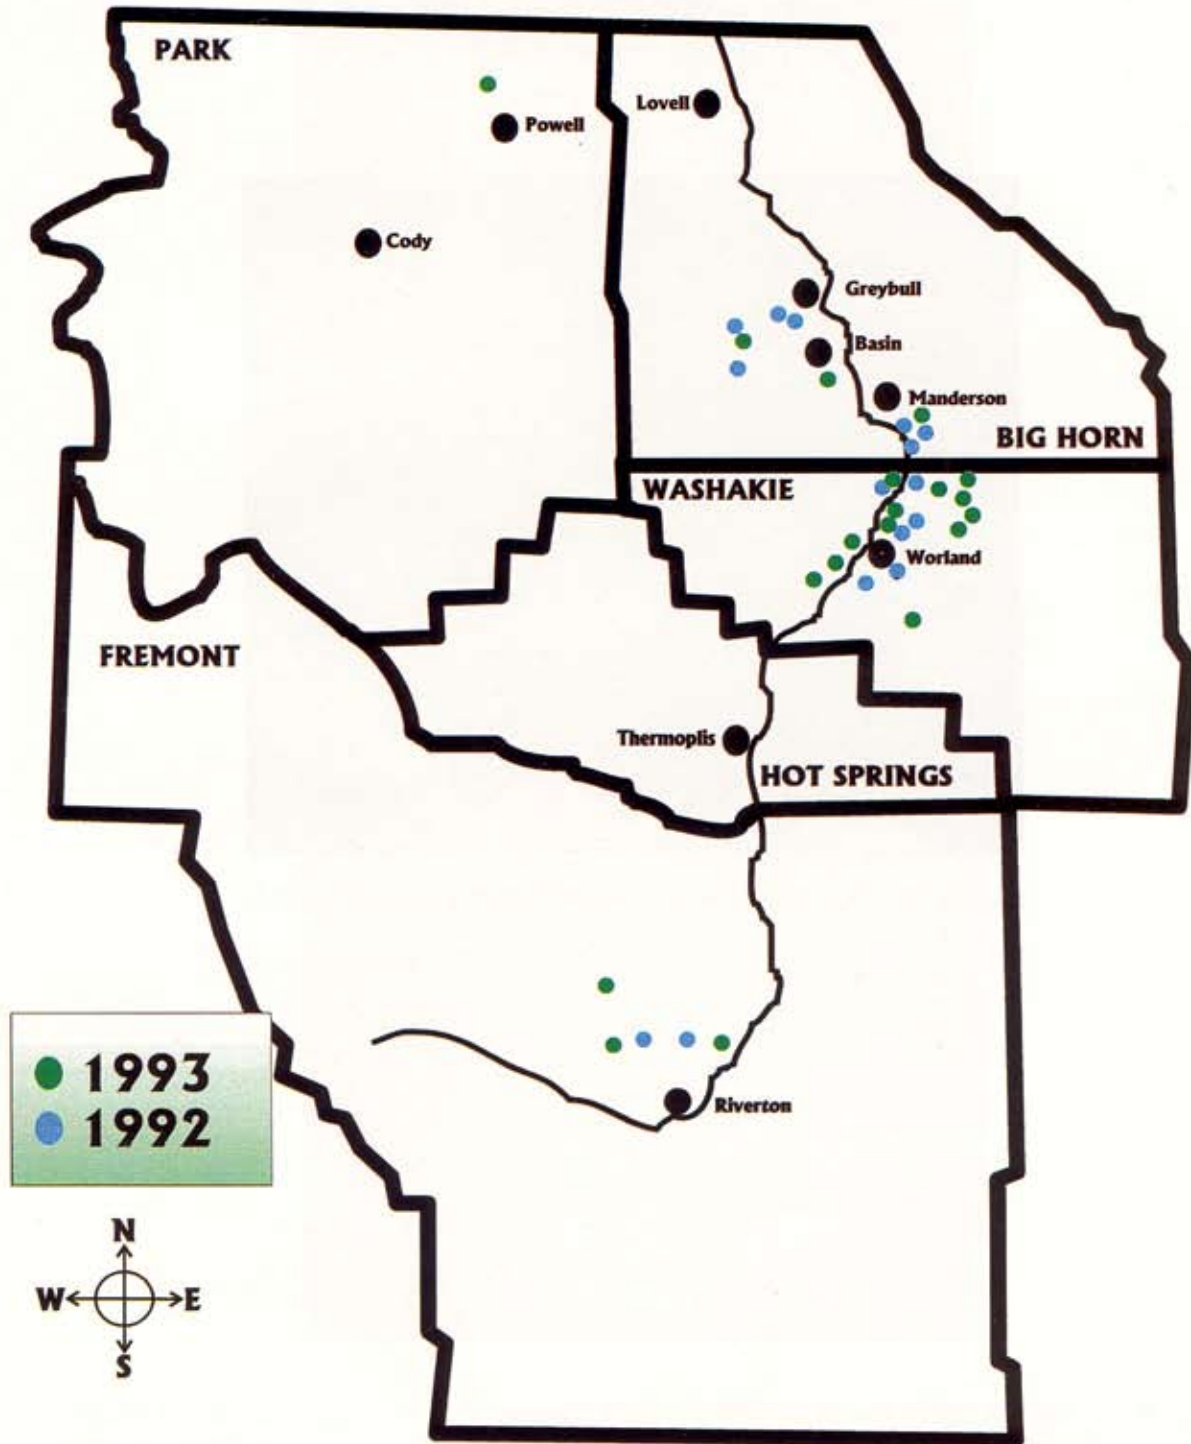 PARK
Lovell
Powell
Cody
Greybull
Basin
Manderson
BIG HORN
WASHAKIE
Worland
FREMONT
Thermoplis
HOT SPRINGS
1993
1992
Riverton
N
W E
S